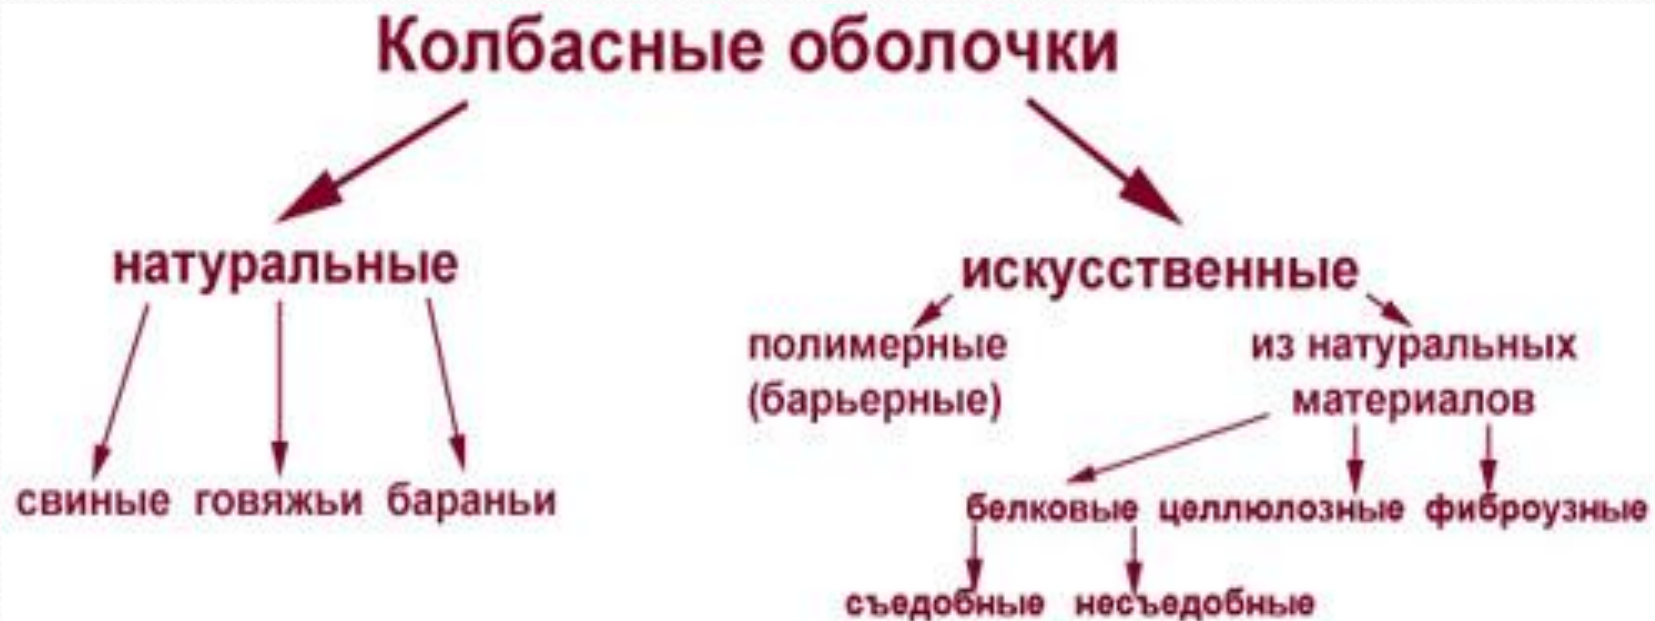 Колбасные оболочки
натуральные
искусственные
полимерные
(барьерные)
из натуральных
материалов
свиные говяжьи бараньи
белковые целлюлозные фиброузные
съедобные несъедобные